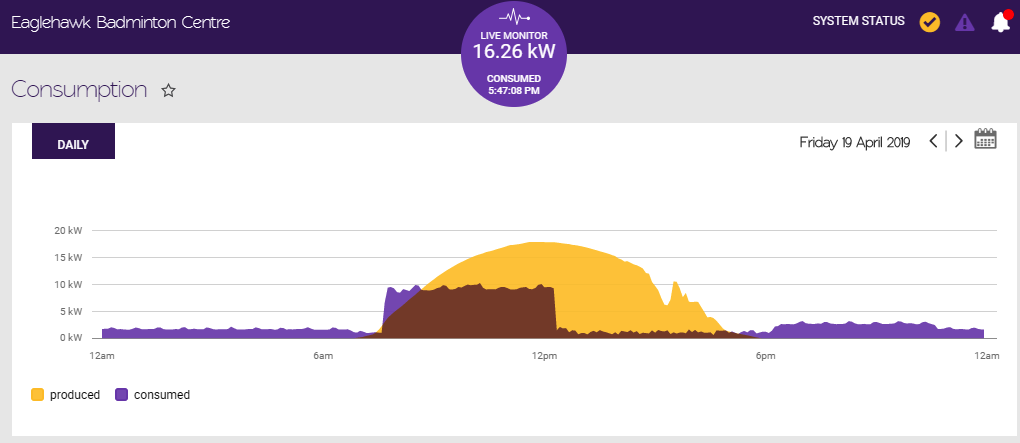 Eaglehawk Badminton Centre
LIVE MONITOR
16.26 kW
CONSUMED
5:47:08 PM
SYSTEM STATUS
Consumption
DAILY
Friday 19 April 2019
20 kW
15 kW
10 kW
5 kW
0 kW
12am 6am 12pm 6pm 12am
produced consumed